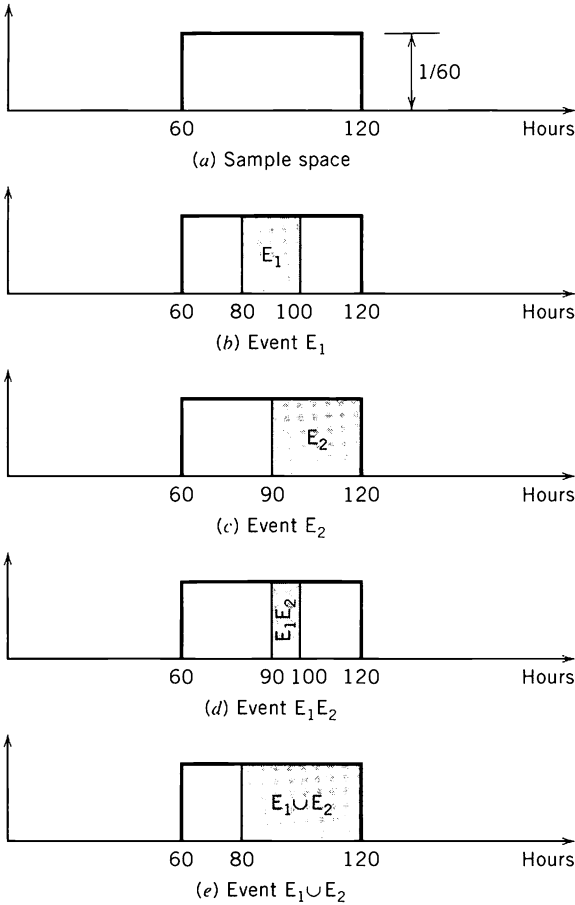 1/60
60 120 Hours
(a) Sample space
E₁
60 80 100 120 Hours
(b) Event E₁
E₂
60 90 120 Hours
(c) Event E₂
E₁E₂
60 90 100 120 Hours
(d) Event E₁E₂
E₁∪E₂
60 80 120 Hours
(e) Event E₁∪E₂